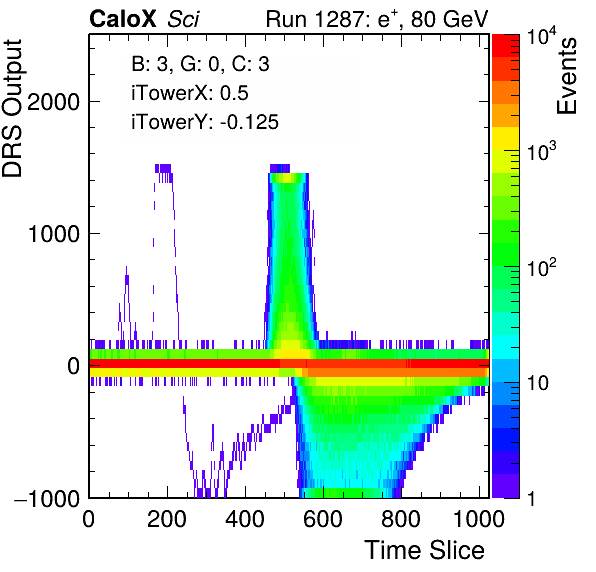 CaloX Sci
Run 1287: e+, 80 GeV
B: 3, G: 0, C: 3
iTowerX: 0.5
iTowerY: -0.125
DRS Output
2000
1000
0
−1000
0 200 400 600 800 1000
Time Slice
Events
10^4
10^3
10^2
10
1